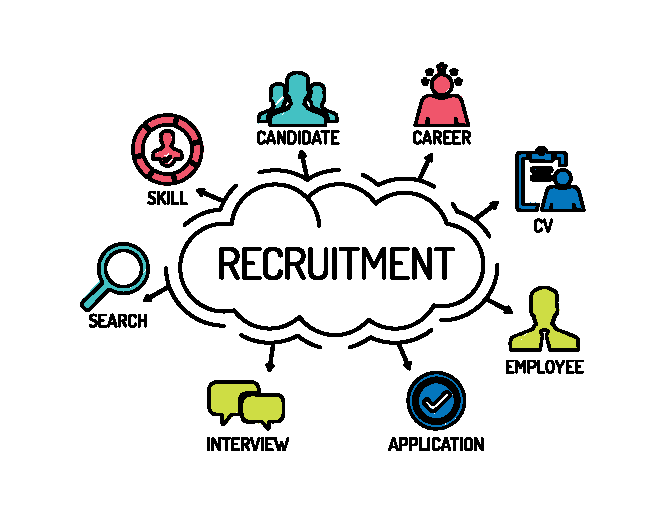 CANDIDATE
CAREER
SKILL
CV
RECRUITMENT
SEARCH
EMPLOYEE
INTERVIEW
APPLICATION